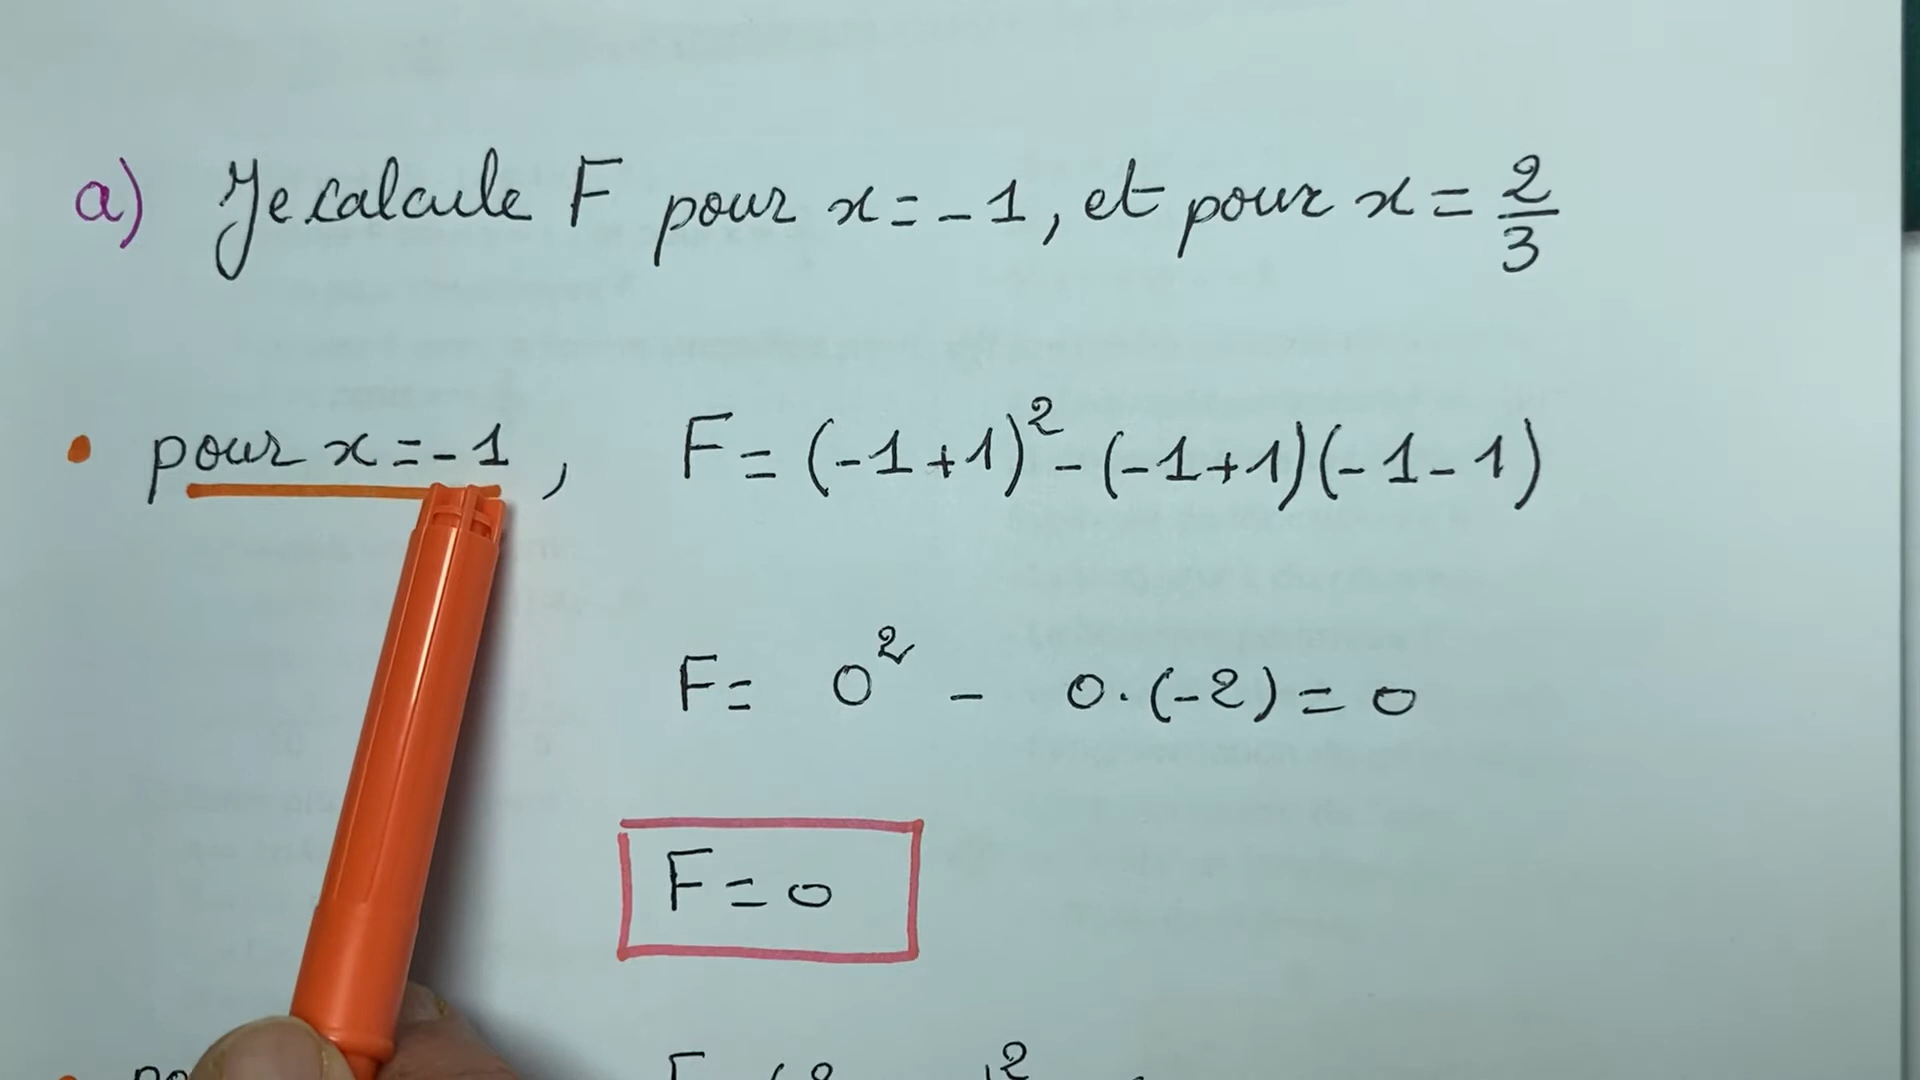 a) Je calcule F pour x = -1, et pour x = 2/3
• pour x = -1, F = (-1+1)² - (-1+1)(-1-1)
F = 0² - 0·(-2) = 0
F = 0